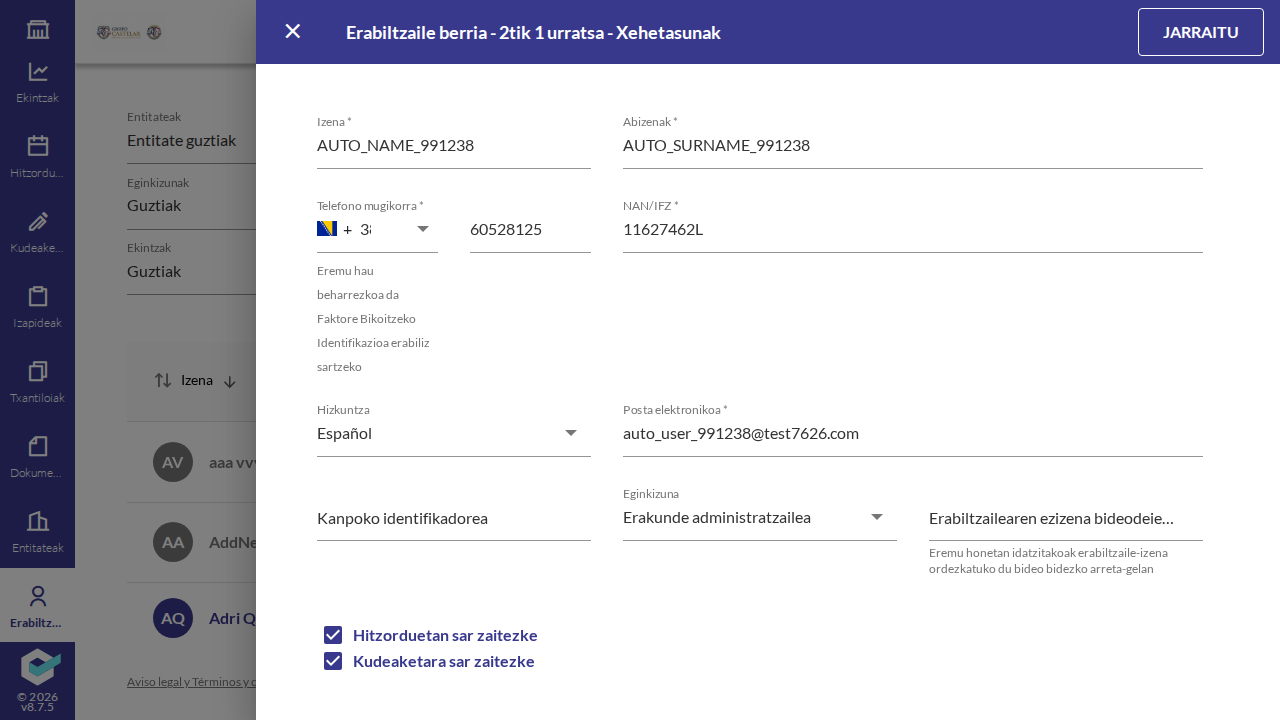 Erabiltzaile berria - 2tik 1 urratsa - Xehetasunak
JARRAITU
Ekintzak
Hitzordu...
Kudeake...
Izapideak
Txantiloiak
Dokume...
Entitateak
Erabiltz...
© 2026
v8.7.5
GRUPO
CASTILLA
Entitateak
Entitate guztiak
Eginkizunak
Guztiak
Ekintzak
Guztiak
Izena
AV aaa vvv
AA AddNe
AQ Adri Q
Aviso legal y Términos y c
Izena *
AUTO_NAME_991238
Abizenak *
AUTO_SURNAME_991238
Telefono mugikorra *
+ 38
60528125
NAN/IFZ *
11627462L
Eremu hau
beharrezkoa da
Faktore Bikoitzeko
Identifikazioa erabiliz
sartzeko
Hizkuntza
Español
Posta elektronikoa *
auto_user_991238@test7626.com
Kanpoko identifikadorea
Eginkizuna
Erakunde administratzailea
Erabiltzailearen ezizena bideodeie...
Eremu honetan idatzitakoak erabiltzaile-izena
ordezkatuko du bideo bidezko arreta-gelan
Hitzorduetan sar zaitezke
Kudeaketara sar zaitezke